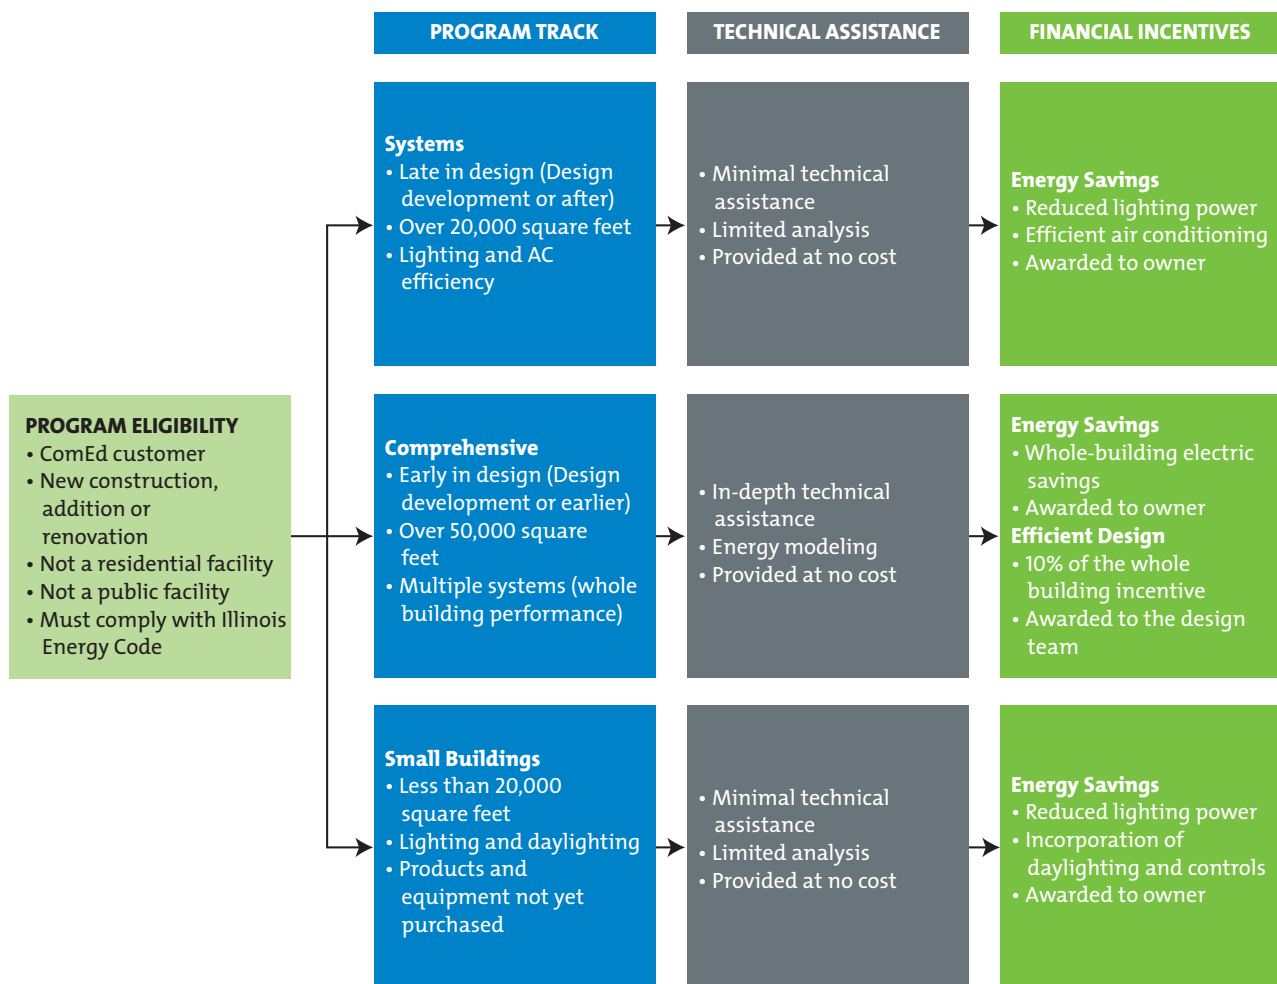 PROGRAM TRACK
TECHNICAL ASSISTANCE
FINANCIAL INCENTIVES
PROGRAM ELIGIBILITY
• ComEd customer
• New construction,
addition or
renovation
• Not a residential facility
• Not a public facility
• Must comply with Illinois
Energy Code
Systems
• Late in design (Design
development or after)
• Over 20,000 square feet
• Lighting and AC
efficiency
• Minimal technical
assistance
• Limited analysis
• Provided at no cost
Energy Savings
• Reduced lighting power
• Efficient air conditioning
• Awarded to owner
Comprehensive
• Early in design (Design
development or earlier)
• Over 50,000 square
feet
• Multiple systems (whole
building performance)
• In-depth technical
assistance
• Energy modeling
• Provided at no cost
Energy Savings
• Whole-building electric
savings
• Awarded to owner
Efficient Design
• 10% of the whole
building incentive
• Awarded to the design
team
Small Buildings
• Less than 20,000
square feet
• Lighting and daylighting
• Products and
equipment not yet
purchased
• Minimal technical
assistance
• Limited analysis
• Provided at no cost
Energy Savings
• Reduced lighting power
• Incorporation of
daylighting and controls
• Awarded to owner